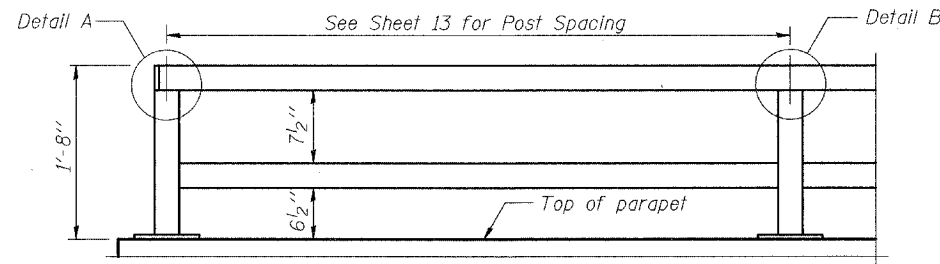 Detail A
See Sheet 13 for Post Spacing
Detail B
1'-8"
7½"
6½"
Top of parapet